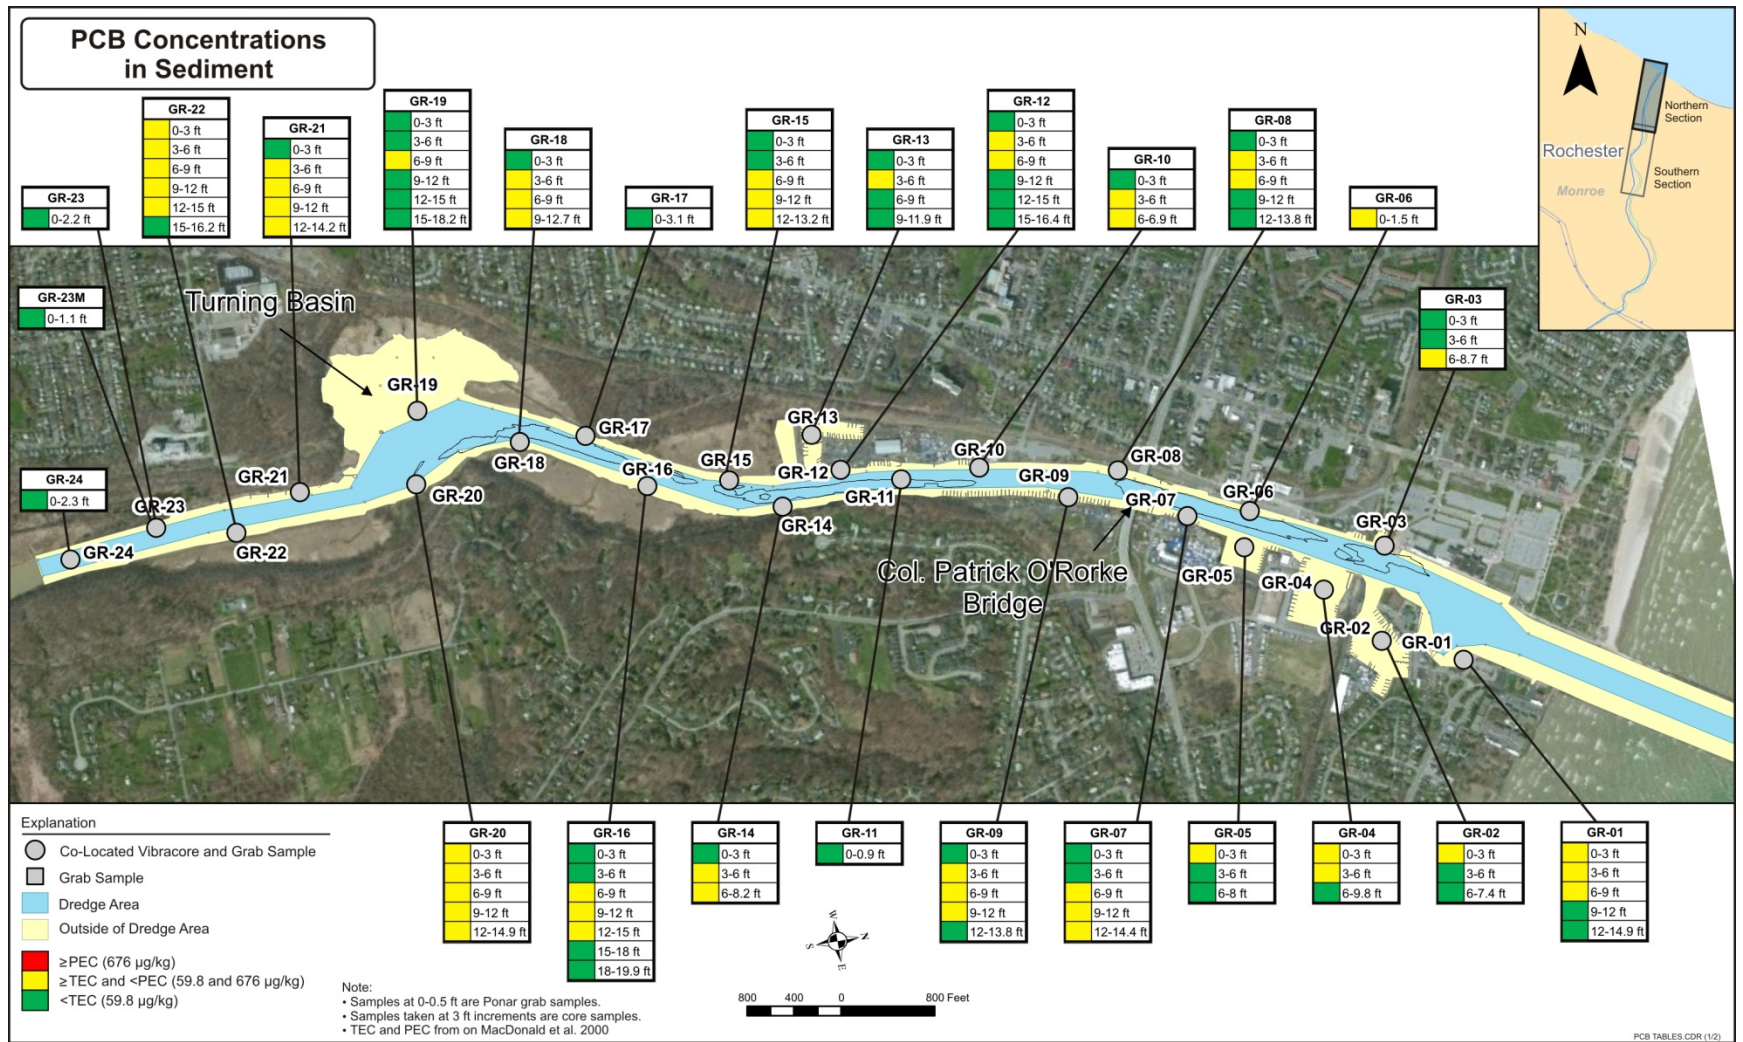 PCB Concentrations
in Sediment
GR-23
0-2.2 ft
GR-22
0-3 ft
3-6 ft
6-9 ft
9-12 ft
12-15 ft
15-16.2 ft
GR-21
0-3 ft
3-6 ft
6-9 ft
9-12 ft
12-14.2 ft
GR-19
0-3 ft
3-6 ft
6-9 ft
9-12 ft
12-15 ft
15-18.2 ft
GR-18
0-3 ft
3-6 ft
6-9 ft
9-12.7 ft
GR-17
0-3.1 ft
GR-15
0-3 ft
3-6 ft
6-9 ft
9-12 ft
12-13.2 ft
GR-13
0-3 ft
3-6 ft
6-9 ft
9-11.9 ft
GR-12
0-3 ft
3-6 ft
6-9 ft
9-12 ft
12-15 ft
15-16.4 ft
GR-10
0-3 ft
3-6 ft
6-6.9 ft
GR-08
0-3 ft
3-6 ft
6-9 ft
9-12 ft
12-13.8 ft
GR-06
0-1.5 ft
N
Northern
Section
Rochester
Southern
Section
Monroe
GR-23M
0-1.1 ft
GR-03
0-3 ft
3-6 ft
6-8.7 ft
GR-24
0-2.3 ft
Turning Basin
GR-19
GR-17
GR-13
GR-18
GR-21
GR-20
GR-16
GR-15
GR-12
GR-11
GR-10
GR-09
GR-08
GR-07
GR-06
GR-03
GR-23
GR-22
GR-24
GR-14
GR-05
GR-04
GR-02
GR-01
Col. Patrick O'Rorke
Bridge
Explanation
Co-Located Vibracore and Grab Sample
Grab Sample
Dredge Area
Outside of Dredge Area
≥PEC (676 µg/kg)
≥TEC and <PEC (59.8 and 676 µg/kg)
<TEC (59.8 µg/kg)
Note:
• Samples at 0-0.5 ft are Ponar grab samples.
• Samples taken at 3 ft increments are core samples.
• TEC and PEC from on MacDonald et al. 2000
GR-20
0-3 ft
3-6 ft
6-9 ft
9-12 ft
12-14.9 ft
GR-16
0-3 ft
3-6 ft
6-9 ft
9-12 ft
12-15 ft
15-18 ft
18-19.9 ft
GR-14
0-3 ft
3-6 ft
6-8.2 ft
GR-11
0-0.9 ft
GR-09
0-3 ft
3-6 ft
6-9 ft
9-12 ft
12-13.8 ft
GR-07
0-3 ft
3-6 ft
6-9 ft
9-12 ft
12-14.4 ft
GR-05
0-3 ft
3-6 ft
6-8 ft
GR-04
0-3 ft
3-6 ft
6-9.8 ft
GR-02
0-3 ft
3-6 ft
6-7.4 ft
GR-01
0-3 ft
3-6 ft
6-9 ft
9-12 ft
12-14.9 ft
W
N
S
E
800 400 0 800 Feet
PCB TABLES.CDR (1/2)